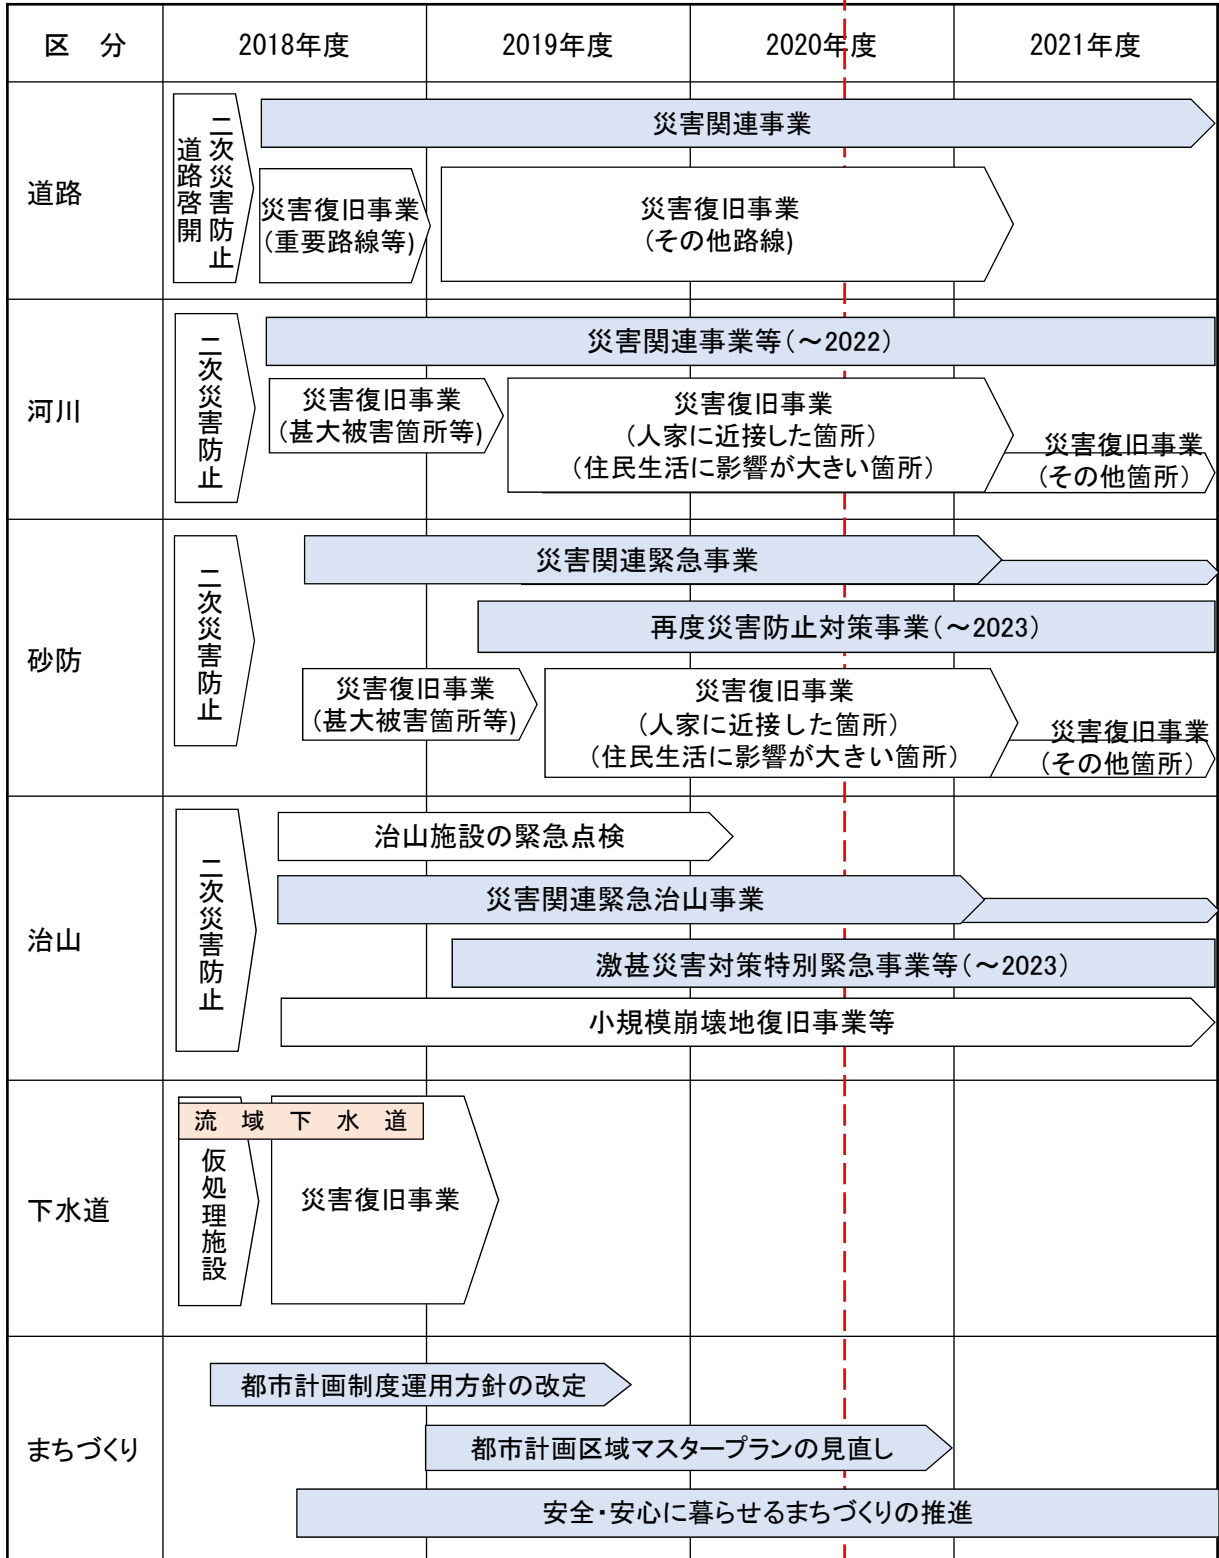 区　分
2018年度
2019年度
2020年度
2021年度
道路
二次災害防止
道路啓開
災害関連事業
災害復旧事業
（重要路線等）
災害復旧事業
（その他路線）
河川
二次災害防止
災害関連事業等（～2022）
災害復旧事業
（甚大被害箇所等）
災害復旧事業
（人家に近接した箇所）
（住民生活に影響が大きい箇所）
災害復旧事業
（その他箇所）
砂防
二次災害防止
災害関連緊急事業
再度災害防止対策事業（～2023）
災害復旧事業
（甚大被害箇所等）
災害復旧事業
（人家に近接した箇所）
（住民生活に影響が大きい箇所）
災害復旧事業
（その他箇所）
治山
二次災害防止
治山施設の緊急点検
災害関連緊急治山事業
激甚災害対策特別緊急事業等（～2023）
小規模崩壊地復旧事業等
下水道
流　域　下　水　道
仮処理施設
災害復旧事業
まちづくり
都市計画制度運用方針の改定
都市計画区域マスタープランの見直し
安全・安心に暮らせるまちづくりの推進